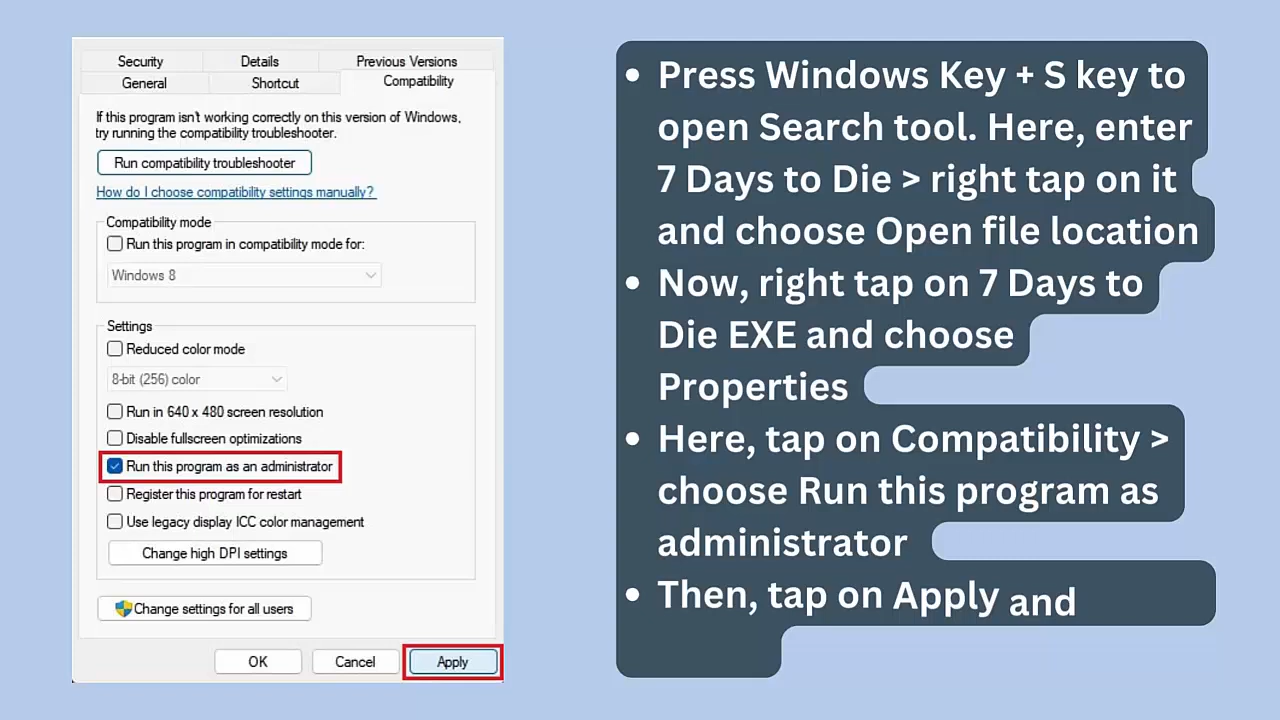 Security Details Previous Versions
General Shortcut Compatibility
If this program isn't working correctly on this version of Windows,
try running the compatibility troubleshooter.
Run compatibility troubleshooter
How do I choose compatibility settings manually?
Compatibility mode
Run this program in compatibility mode for:
Windows 8
Settings
Reduced color mode
8-bit (256) color
Run in 640 x 480 screen resolution
Disable fullscreen optimizations
Run this program as an administrator
Register this program for restart
Use legacy display ICC color management
Change high DPI settings
Change settings for all users
OK Cancel Apply
• Press Windows Key + S key to
open Search tool. Here, enter
7 Days to Die > right tap on it
and choose Open file location
• Now, right tap on 7 Days to
Die EXE and choose
Properties
• Here, tap on Compatibility >
choose Run this program as
administrator
• Then, tap on Apply and